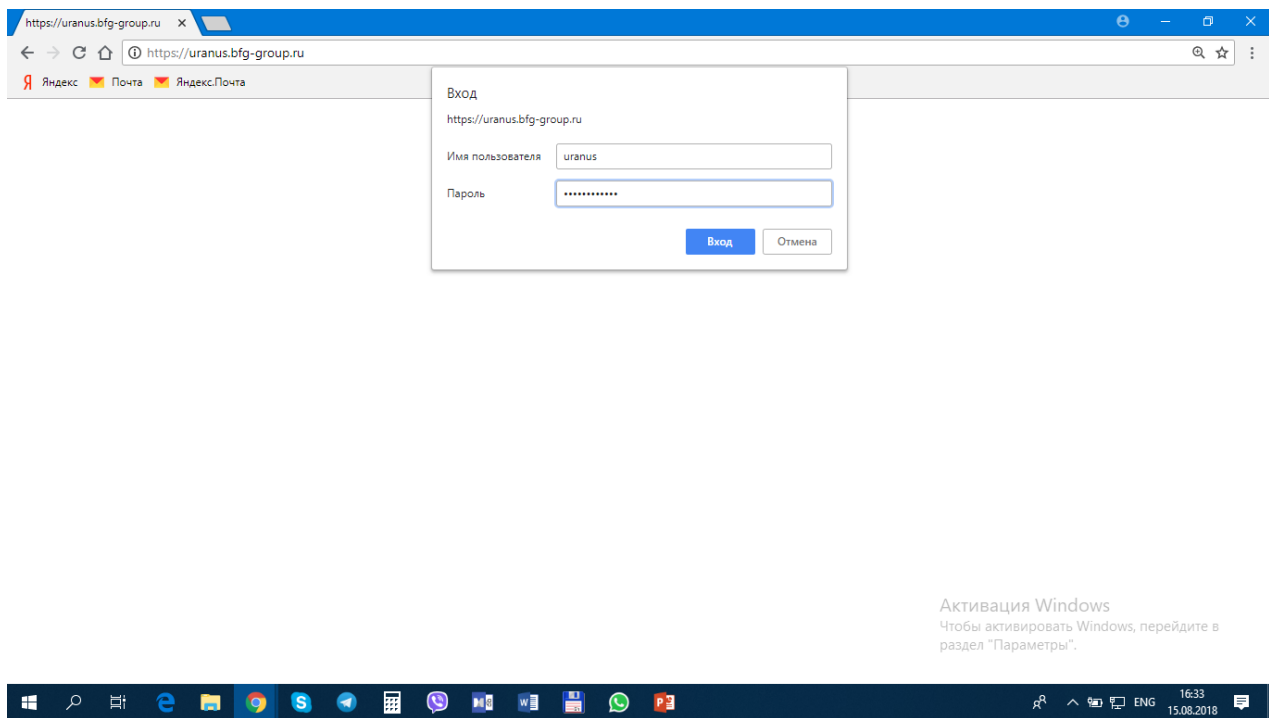 https://uranus.bfg-group.ru
https://uranus.bfg-group.ru
Яндекс Почта Яндекс.Почта
Вход
https://uranus.bfg-group.ru
Имя пользователя uranus
Пароль ••••••••••••
Вход Отмена
Активация Windows
Чтобы активировать Windows, перейдите в
раздел "Параметры".
ENG 16:33
15.08.2018